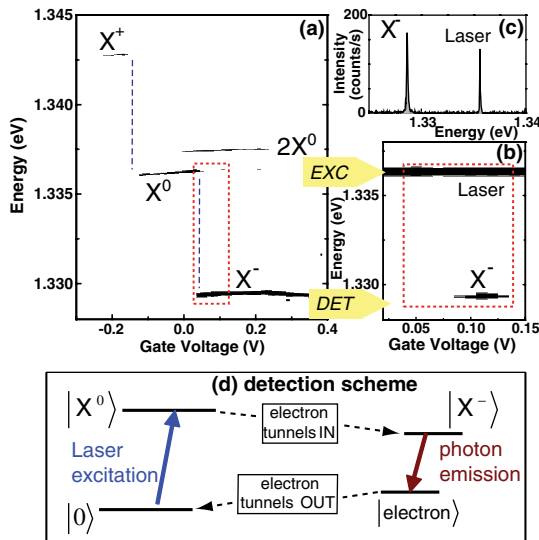 (a)
X+
X0
2X0
X-
Energy (eV)
1.345
1.340
1.335
1.330
-0.2 0.0 0.2 0.4
Gate Voltage (V)
(c)
X-
Laser
Intensity
(counts/s)
200
100
0
1.33 1.34
Energy (eV)
(b)
EXC
DET
Laser
X-
Energy (eV)
1.335
1.330
0.05 0.10 0.15
Gate Voltage (V)
(d) detection scheme
|X0⟩
electron
tunnels IN
|X−⟩
Laser
excitation
photon
emission
electron
tunnels OUT
|0⟩
|electron⟩